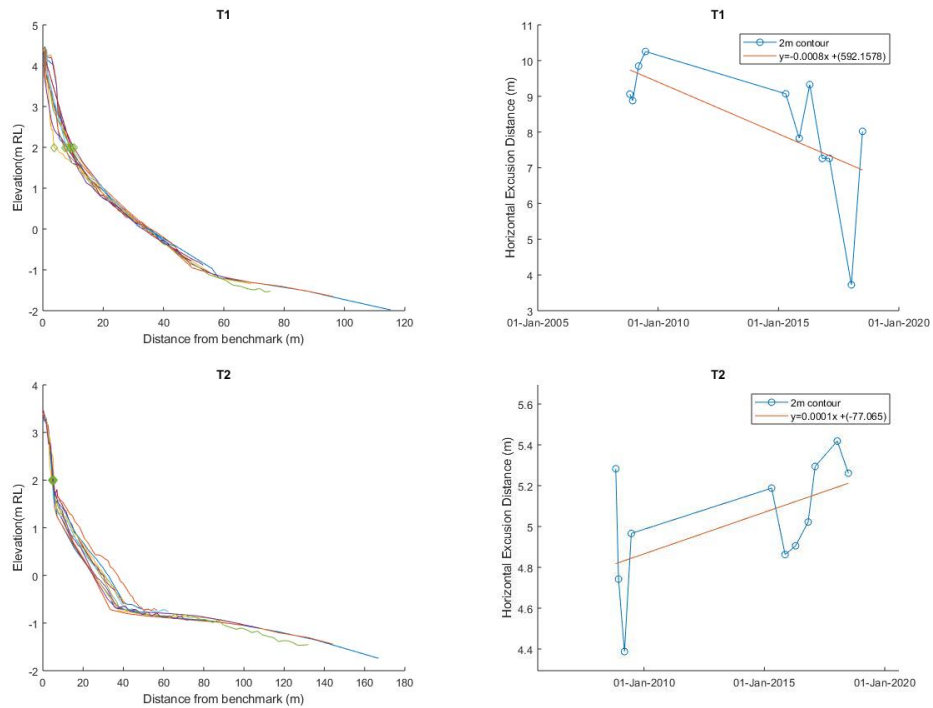 T1
5
4
3
2
1
0
-1
-2
Elevation(m RL)
0
20
40
60
80
100
120
Distance from benchmark (m)
T1
11
10
9
8
7
6
5
4
3
Horizontal Excusion Distance (m)
2m contour
y=-0.0008x +(592.1578)
01-Jan-2005
01-Jan-2010
01-Jan-2015
01-Jan-2020
T2
4
3
2
1
0
-1
-2
Elevation(m RL)
0
20
40
60
80
100
120
140
160
180
Distance from benchmark (m)
T2
5.6
5.4
5.2
5
4.8
4.6
4.4
Horizontal Excusion Distance (m)
2m contour
y=0.0001x +(-77.065)
01-Jan-2010
01-Jan-2015
01-Jan-2020